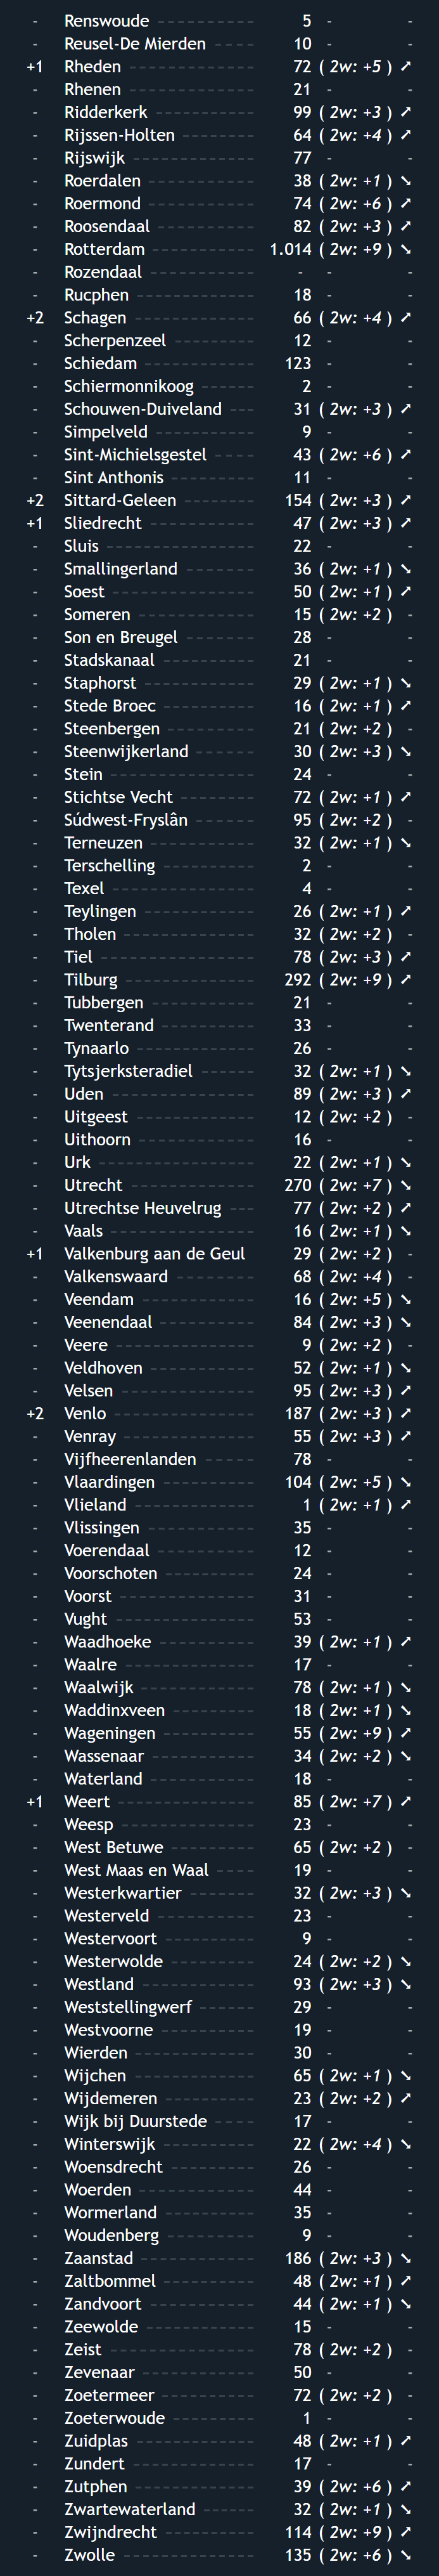 - Renswoude 5 - -
- Reusel-De Mierden 10 - -
+1 Rheden 72 ( 2w: +5 ) ↗
- Rhenen 21 - -
- Ridderkerk 99 ( 2w: +3 ) ↗
- Rijssen-Holten 64 ( 2w: +4 ) ↗
- Rijswijk 77 - -
- Roerdalen 38 ( 2w: +1 ) ↘
- Roermond 74 ( 2w: +6 ) ↗
- Roosendaal 82 ( 2w: +3 ) ↗
- Rotterdam 1.014 ( 2w: +9 ) ↘
- Rozendaal - - -
- Rucphen 18 - -
+2 Schagen 66 ( 2w: +4 ) ↗
- Scherpenzeel 12 - -
- Schiedam 123 - -
- Schiermonnikoog 2 - -
- Schouwen-Duiveland 31 ( 2w: +3 ) ↗
- Simpelveld 9 - -
- Sint-Michielsgestel 43 ( 2w: +6 ) ↗
- Sint Anthonis 11 - -
+2 Sittard-Geleen 154 ( 2w: +3 ) ↗
+1 Sliedrecht 47 ( 2w: +3 ) ↗
- Sluis 22 - -
- Smallingerland 36 ( 2w: +1 ) ↘
- Soest 50 ( 2w: +1 ) ↗
- Someren 15 ( 2w: +2 ) -
- Son en Breugel 28 - -
- Stadskanaal 21 - -
- Staphorst 29 ( 2w: +1 ) ↘
- Stede Broec 16 ( 2w: +1 ) ↗
- Steenbergen 21 ( 2w: +2 ) -
- Steenwijkerland 30 ( 2w: +3 ) ↘
- Stein 24 - -
- Stichtse Vecht 72 ( 2w: +1 ) ↗
- Súdwest-Fryslân 95 ( 2w: +2 ) -
- Terneuzen 32 ( 2w: +1 ) ↘
- Terschelling 2 - -
- Texel 4 - -
- Teylingen 26 ( 2w: +1 ) ↗
- Tholen 32 ( 2w: +2 ) -
- Tiel 78 ( 2w: +3 ) ↗
- Tilburg 292 ( 2w: +9 ) ↗
- Tubbergen 21 - -
- Twenterand 33 - -
- Tynaarlo 26 - -
- Tytsjerksteradiel 32 ( 2w: +1 ) ↘
- Uden 89 ( 2w: +3 ) ↗
- Uitgeest 12 ( 2w: +2 ) -
- Uithoorn 16 - -
- Urk 22 ( 2w: +1 ) ↘
- Utrecht 270 ( 2w: +7 ) ↘
- Utrechtse Heuvelrug 77 ( 2w: +2 ) ↗
- Vaals 16 ( 2w: +1 ) ↘
+1 Valkenburg aan de Geul 29 ( 2w: +2 ) -
- Valkenswaard 68 ( 2w: +4 ) -
- Veendam 16 ( 2w: +5 ) ↘
- Veenendaal 84 ( 2w: +3 ) ↘
- Veere 9 ( 2w: +2 ) -
- Veldhoven 52 ( 2w: +1 ) ↘
- Velsen 95 ( 2w: +3 ) ↗
+2 Venlo 187 ( 2w: +3 ) ↗
- Venray 55 ( 2w: +3 ) ↗
- Vijfheerenlanden 78 - -
- Vlaardingen 104 ( 2w: +5 ) ↘
- Vlieland 1 ( 2w: +1 ) ↗
- Vlissingen 35 - -
- Voerendaal 12 - -
- Voorschoten 24 - -
- Voorst 31 - -
- Vught 53 - -
- Waadhoeke 39 ( 2w: +1 ) ↗
- Waalre 17 - -
- Waalwijk 78 ( 2w: +1 ) ↘
- Waddinxveen 18 ( 2w: +1 ) ↘
- Wageningen 55 ( 2w: +9 ) ↗
- Wassenaar 34 ( 2w: +2 ) ↘
- Waterland 18 - -
+1 Weert 85 ( 2w: +7 ) ↗
- Weesp 23 - -
- West Betuwe 65 ( 2w: +2 ) -
- West Maas en Waal 19 - -
- Westerkwartier 32 ( 2w: +3 ) ↘
- Westerveld 23 - -
- Westervoort 9 - -
- Westerwolde 24 ( 2w: +2 ) ↘
- Westland 93 ( 2w: +3 ) ↘
- Weststellingwerf 29 - -
- Westvoorne 19 - -
- Wierden 30 - -
- Wijchen 65 ( 2w: +1 ) ↘
- Wijdemeren 23 ( 2w: +2 ) ↗
- Wijk bij Duurstede 17 - -
- Winterswijk 22 ( 2w: +4 ) ↘
- Woensdrecht 26 - -
- Woerden 44 - -
- Wormerland 35 - -
- Woudenberg 9 - -
- Zaanstad 186 ( 2w: +3 ) ↘
- Zaltbommel 48 ( 2w: +1 ) ↗
- Zandvoort 44 ( 2w: +1 ) ↘
- Zeewolde 15 - -
- Zeist 78 ( 2w: +2 ) -
- Zevenaar 50 - -
- Zoetermeer 72 ( 2w: +2 ) -
- Zoeterwoude 1 - -
- Zuidplas 48 ( 2w: +1 ) ↗
- Zundert 17 - -
- Zutphen 39 ( 2w: +6 ) ↗
- Zwartewaterland 32 ( 2w: +1 ) ↘
- Zwijndrecht 114 ( 2w: +9 ) ↗
- Zwolle 135 ( 2w: +6 ) ↘